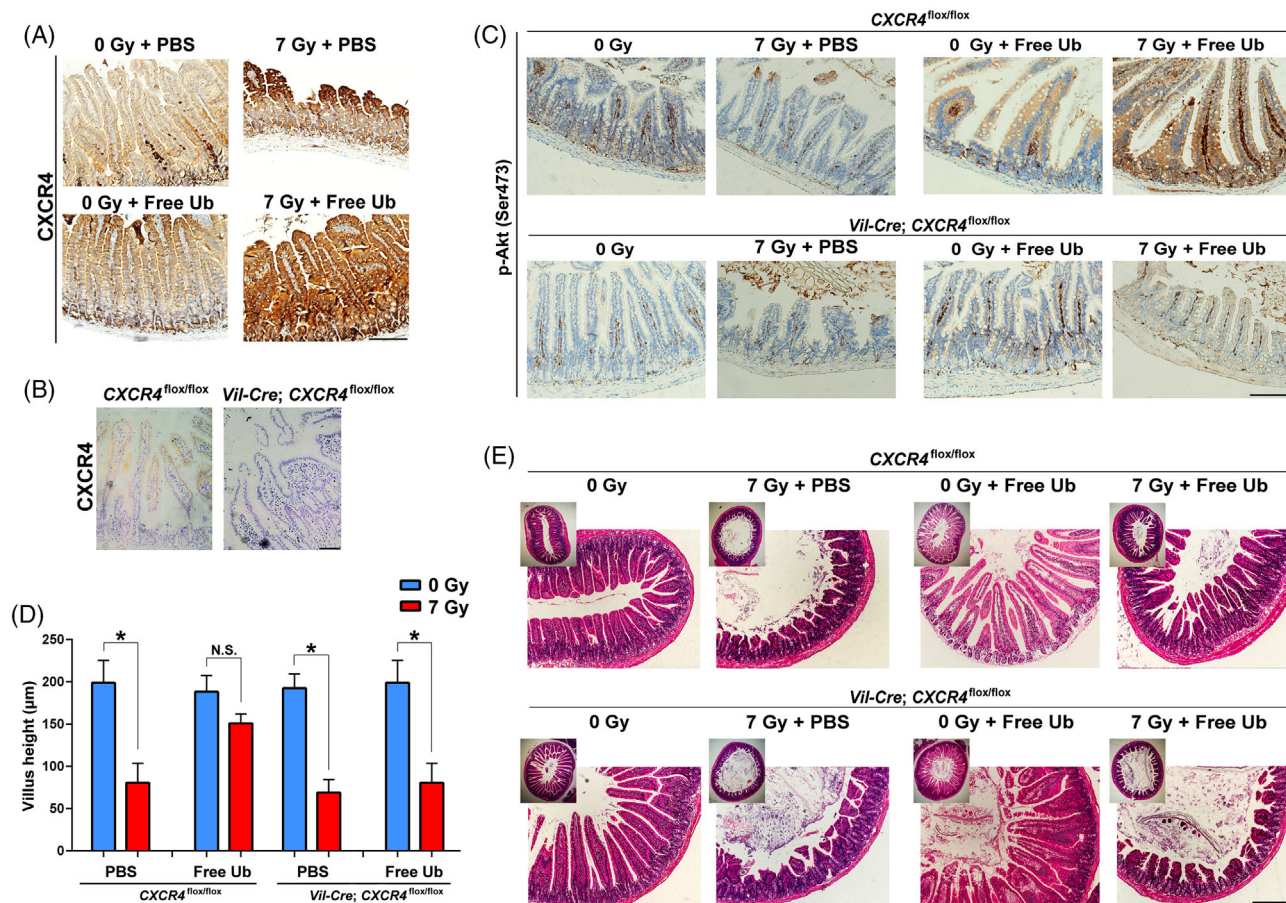 (A)
0 Gy + PBS
7 Gy + PBS
CXCR4
0 Gy + Free Ub
7 Gy + Free Ub
(B)
CXCR4flox/flox
Vil-Cre; CXCR4flox/flox
CXCR4
(C)
CXCR4flox/flox
0 Gy
7 Gy + PBS
0 Gy + Free Ub
7 Gy + Free Ub
p-Akt (Ser473)
Vil-Cre; CXCR4flox/flox
0 Gy
7 Gy + PBS
0 Gy + Free Ub
7 Gy + Free Ub
(D)
0 Gy
7 Gy
Villus height (µm)
250
200
150
100
50
0
*
N.S.
*
*
PBS
Free Ub
PBS
Free Ub
CXCR4flox/flox
Vil-Cre; CXCR4flox/flox
(E)
CXCR4flox/flox
0 Gy
7 Gy + PBS
0 Gy + Free Ub
7 Gy + Free Ub
Vil-Cre; CXCR4flox/flox
0 Gy
7 Gy + PBS
0 Gy + Free Ub
7 Gy + Free Ub